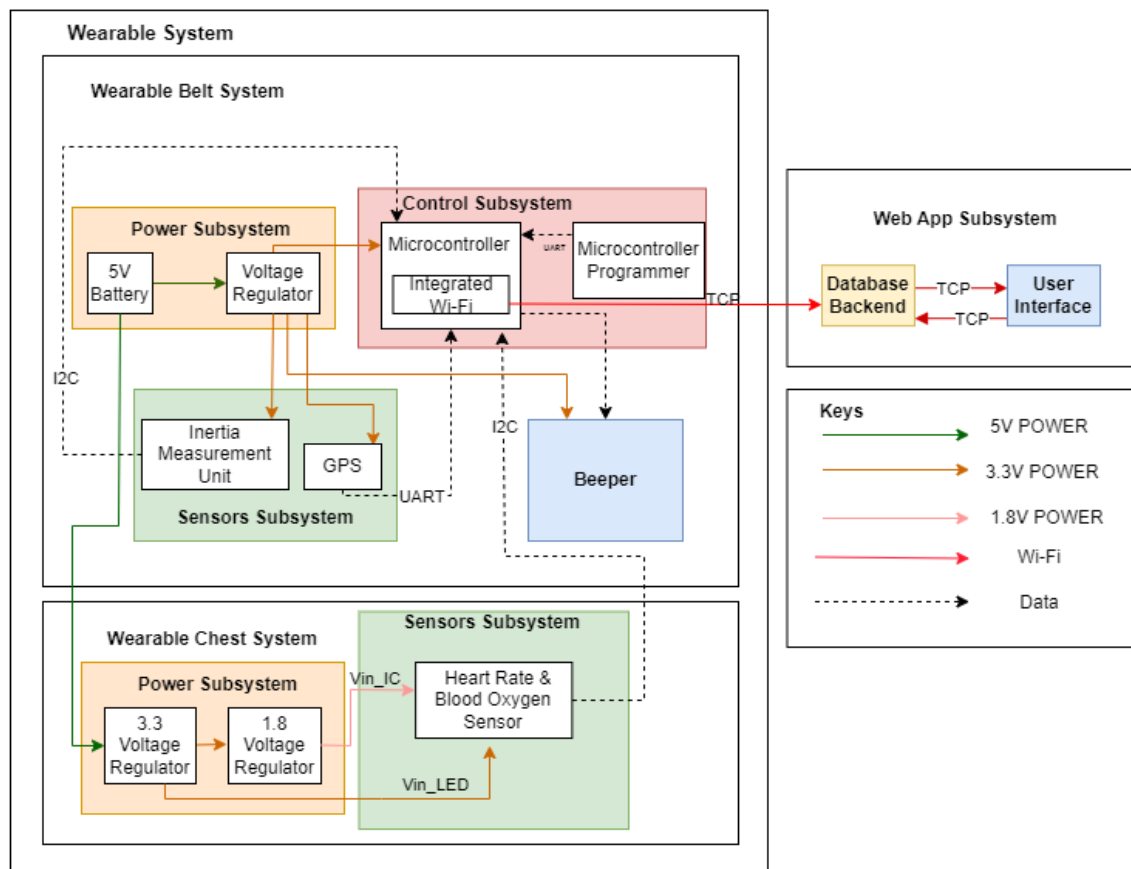 Wearable System
Wearable Belt System
Power Subsystem
5V
Battery
Voltage
Regulator
Control Subsystem
Microcontroller
Integrated
Wi-Fi
UART
Microcontroller
Programmer
TCP
I2C
Inertia
Measurement
Unit
GPS
UART
Sensors Subsystem
I2C
Beeper
Wearable Chest System
Power Subsystem
3.3
Voltage
Regulator
1.8
Voltage
Regulator
Vin_IC
Vin_LED
Sensors Subsystem
Heart Rate &
Blood Oxygen
Sensor
Web App Subsystem
Database
Backend
TCP
TCP
User
Interface
Keys
5V POWER
3.3V POWER
1.8V POWER
Wi-Fi
Data